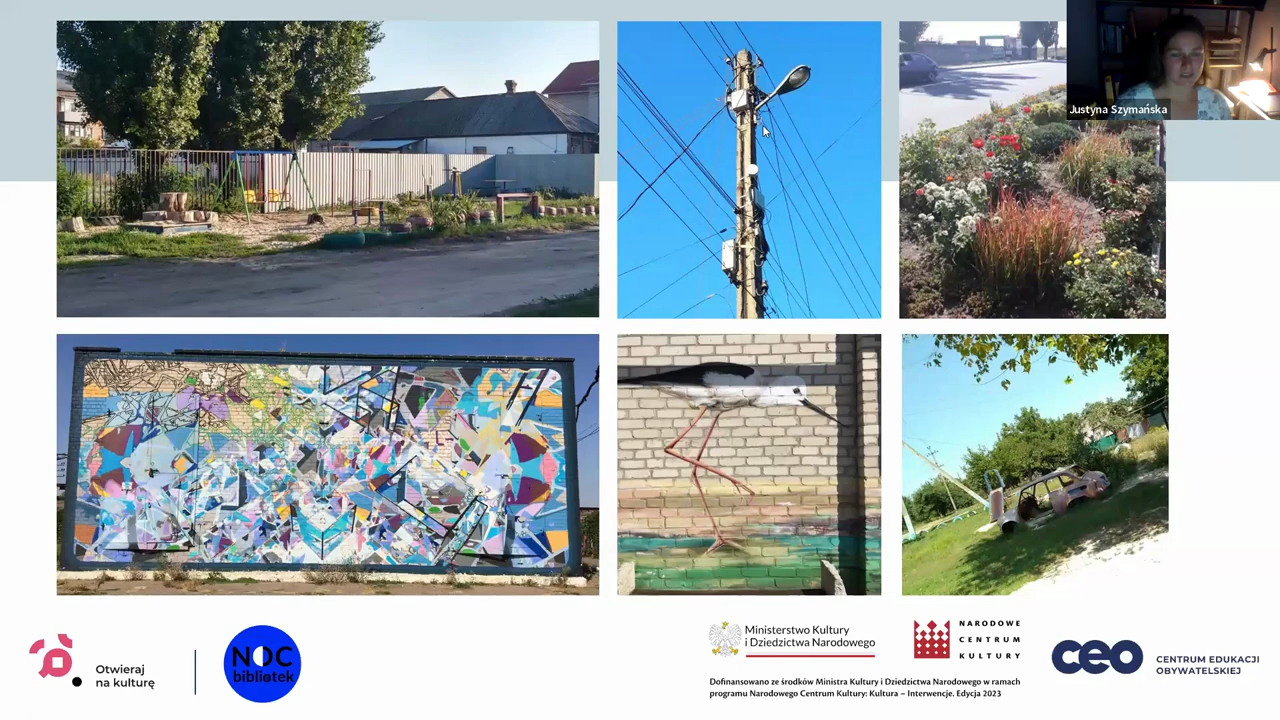 Justyna Szymańska
Otwieraj
na kulturę
NOC
bibliotek
Ministerstwo Kultury
i Dziedzictwa Narodowego
NARODOWE
CENTRUM
KULTURY
Dofinansowano ze środków Ministra Kultury i Dziedzictwa Narodowego w ramach
programu Narodowego Centrum Kultury: Kultura – Interwencje. Edycja 2023
ceo
CENTRUM EDUKACJI
OBYWATELSKIEJ